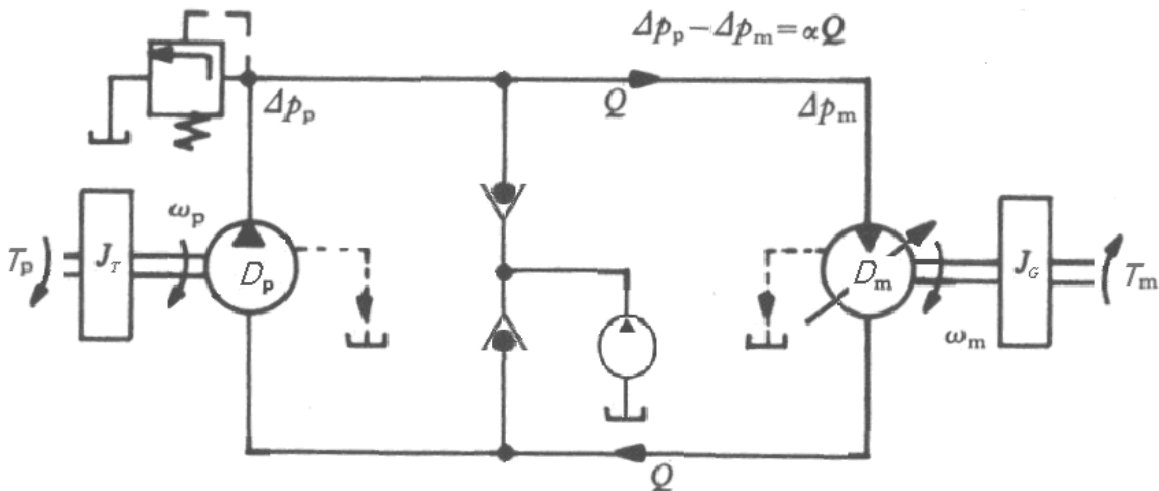 Δp_p − Δp_m = αQ
Δp_p
Q
Δp_m
ω_p
T_p
J_T
D_p
D_m
J_G
T_m
ω_m
Q